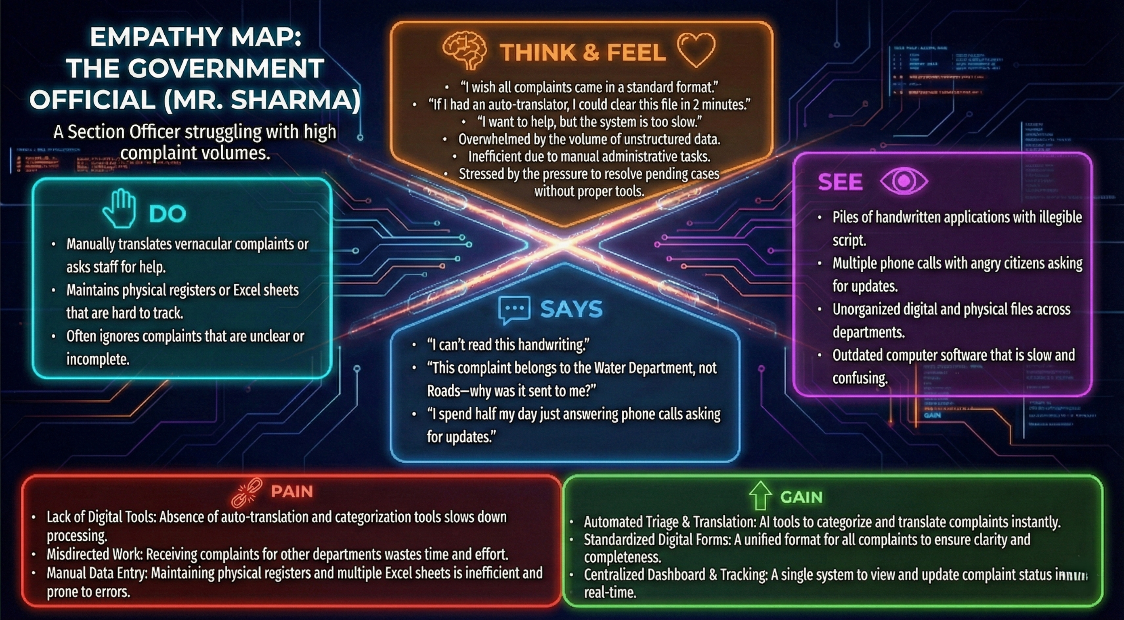 EMPATHY MAP:
THE GOVERNMENT
OFFICIAL (MR. SHARMA)
A Section Officer struggling with high
complaint volumes.
THINK & FEEL
• “I wish all complaints came in a standard format.”
• “If I had an auto-translator, I could clear this file in 2 minutes.”
• “I want to help, but the system is too slow.”
• Overwhelmed by the volume of unstructured data.
• Inefficient due to manual administrative tasks.
• Stressed by the pressure to resolve pending cases
without proper tools.
DO
• Manually translates vernacular complaints or
asks staff for help.
• Maintains physical registers or Excel sheets
that are hard to track.
• Often ignores complaints that are unclear or
incomplete.
SAYS
• “I can’t read this handwriting.”
• “This complaint belongs to the Water Department, not
Roads—why was it sent to me?”
• “I spend half my day just answering phone calls asking
for updates.”
SEE
• Piles of handwritten applications with illegible
script.
• Multiple phone calls with angry citizens asking
for updates.
• Unorganized digital and physical files across
departments.
• Outdated computer software that is slow and
confusing.
GAIN
PAIN
• Lack of Digital Tools: Absence of auto-translation and categorization tools slows down
processing.
• Misdirected Work: Receiving complaints for other departments wastes time and effort.
• Manual Data Entry: Maintaining physical registers and multiple Excel sheets is inefficient and
prone to errors.
GAIN
• Automated Triage & Translation: AI tools to categorize and translate complaints instantly.
• Standardized Digital Forms: A unified format for all complaints to ensure clarity and
completeness.
• Centralized Dashboard & Tracking: A single system to view and update complaint status in
real-time.